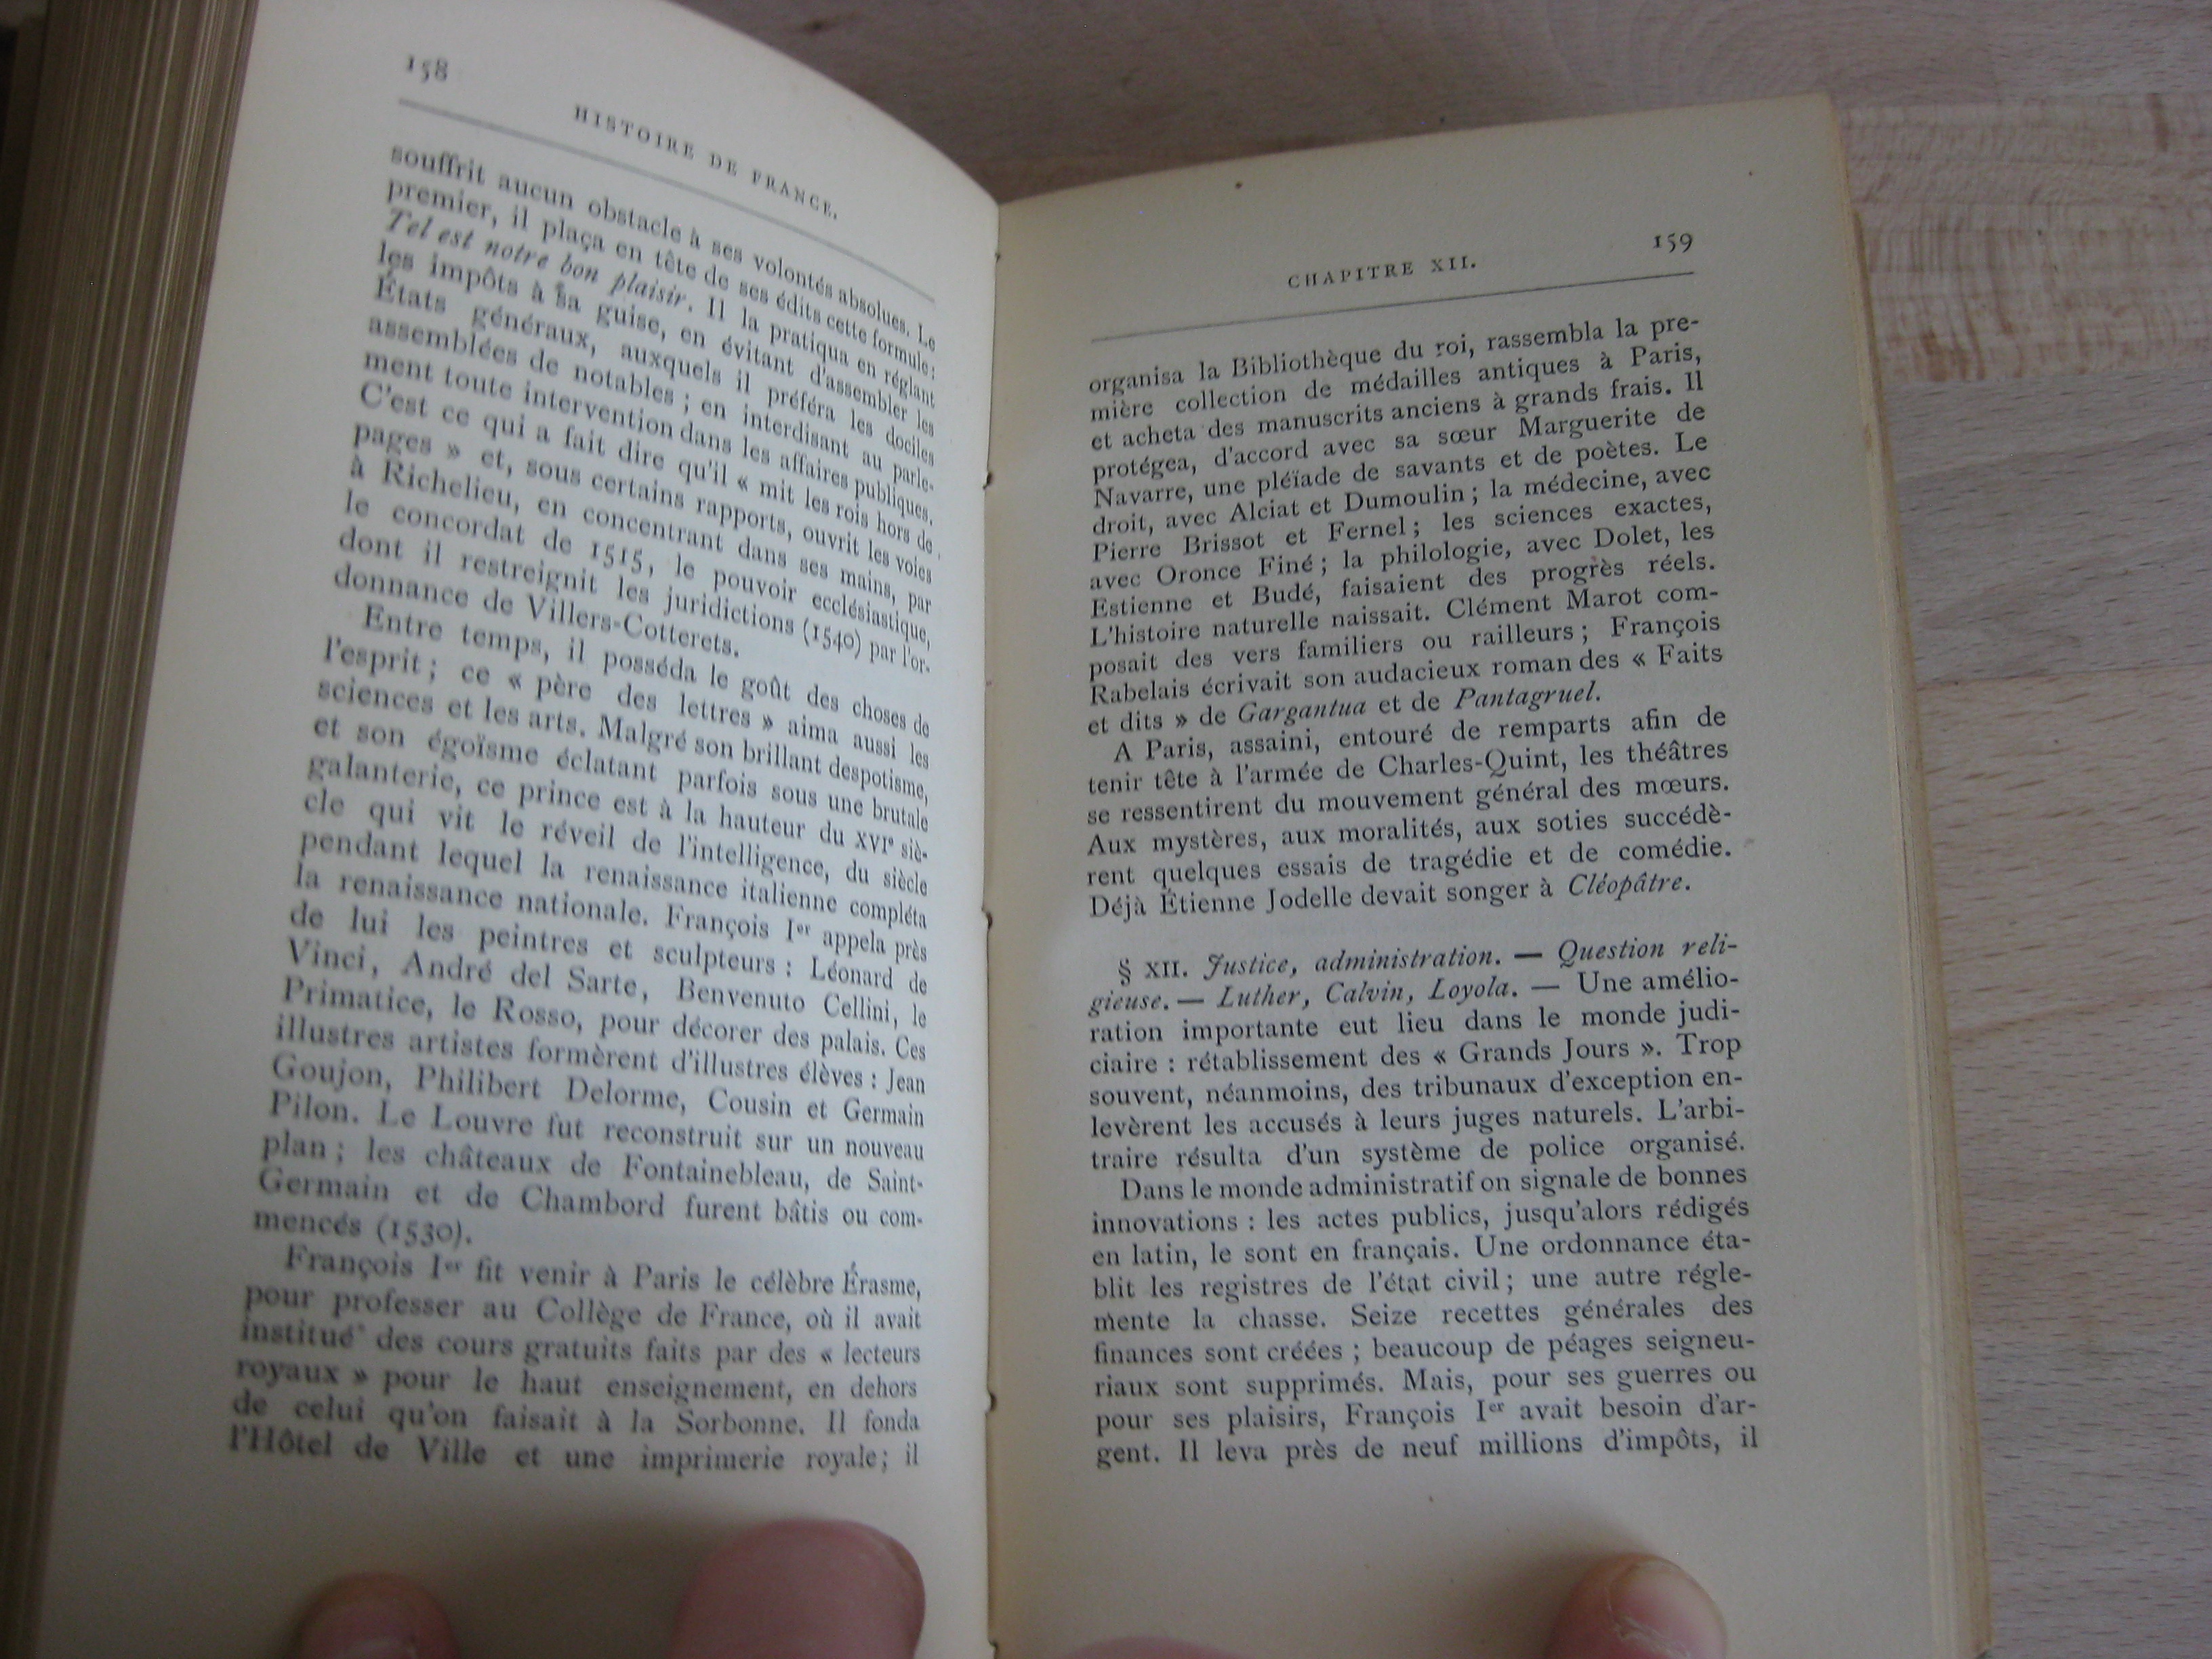 158
HISTOIRE DE FRANCE.
souffrit aucun obstacle à ses volontés absolues. Le
premier, il plaça en tête de ses édits cette formule :
Tel est notre bon plaisir. Il la pratiqua en réglant
les impôts à sa guise, en évitant d'assembler les
États généraux, auxquels il préféra les dociles
assemblées de notables ; en interdisant au parle-
ment toute intervention dans les affaires publiques.
C'est ce qui a fait dire qu'il « mit les rois hors de
pages » et, sous certains rapports, ouvrit les voies
à Richelieu, en concentrant dans ses mains, par
le concordat de 1515, le pouvoir ecclésiastique,
dont il restreignit les juridictions (1540) par l'or-
donnance de Villers-Cotterets.
Entre temps, il posséda le goût des choses de
l'esprit ; ce « père des lettres » aima aussi les
sciences et les arts. Malgré son brillant despotisme,
et son égoïsme éclatant parfois sous une brutale
galanterie, ce prince est à la hauteur du XVIe siè-
cle qui vit le réveil de l'intelligence, du siècle
pendant lequel la renaissance italienne compléta
la renaissance nationale. François Ier appela près
de lui les peintres et sculpteurs : Léonard de
Vinci, André del Sarte, Benvenuto Cellini, le
Primatice, le Rosso, pour décorer des palais. Ces
illustres artistes formèrent d'illustres élèves : Jean
Goujon, Philibert Delorme, Cousin et Germain
Pilon. Le Louvre fut reconstruit sur un nouveau
plan ; les châteaux de Fontainebleau, de Saint-
Germain et de Chambord furent bâtis ou com-
mencés (1530).
François Ier fit venir à Paris le célèbre Érasme,
pour professer au Collège de France, où il avait
institué des cours gratuits faits par des « lecteurs
royaux » pour le haut enseignement, en dehors
de celui qu'on faisait à la Sorbonne. Il fonda
l'Hôtel de Ville et une imprimerie royale ; il
CHAPITRE XII.
159
organisa la Bibliothèque du roi, rassembla la pre-
mière collection de médailles antiques à Paris,
et acheta des manuscrits anciens à grands frais. Il
protégea, d'accord avec sa sœur Marguerite de
Navarre, une pléïade de savants et de poètes. Le
droit, avec Alciat et Dumoulin ; la médecine, avec
Pierre Brissot et Fernel ; les sciences exactes,
avec Oronce Finé ; la philologie, avec Dolet, les
Estienne et Budé, faisaient des progrès réels.
L'histoire naturelle naissait. Clément Marot com-
posait des vers familiers ou railleurs ; François
Rabelais écrivait son audacieux roman des « Faits
et dits » de Gargantua et de Pantagruel.
A Paris, assaini, entouré de remparts afin de
tenir tête à l'armée de Charles-Quint, les théâtres
se ressentirent du mouvement général des mœurs.
Aux mystères, aux moralités, aux soties succédè-
rent quelques essais de tragédie et de comédie.
Déjà Étienne Jodelle devait songer à Cléopâtre.
§ XII. Justice, administration. — Question reli-
gieuse. — Luther, Calvin, Loyola. — Une amélio-
ration importante eut lieu dans le monde judi-
ciaire : rétablissement des « Grands Jours ». Trop
souvent, néanmoins, des tribunaux d'exception en-
levèrent les accusés à leurs juges naturels. L'arbi-
traire résulta d'un système de police organisé.
Dans le monde administratif on signale de bonnes
innovations : les actes publics, jusqu'alors rédigés
en latin, le sont en français. Une ordonnance éta-
blit les registres de l'état civil ; une autre régle-
mente la chasse. Seize recettes générales des
finances sont créées ; beaucoup de péages seigneu-
riaux sont supprimés. Mais, pour ses guerres ou
pour ses plaisirs, François Ier avait besoin d'ar-
gent. Il leva près de neuf millions d'impôts, il